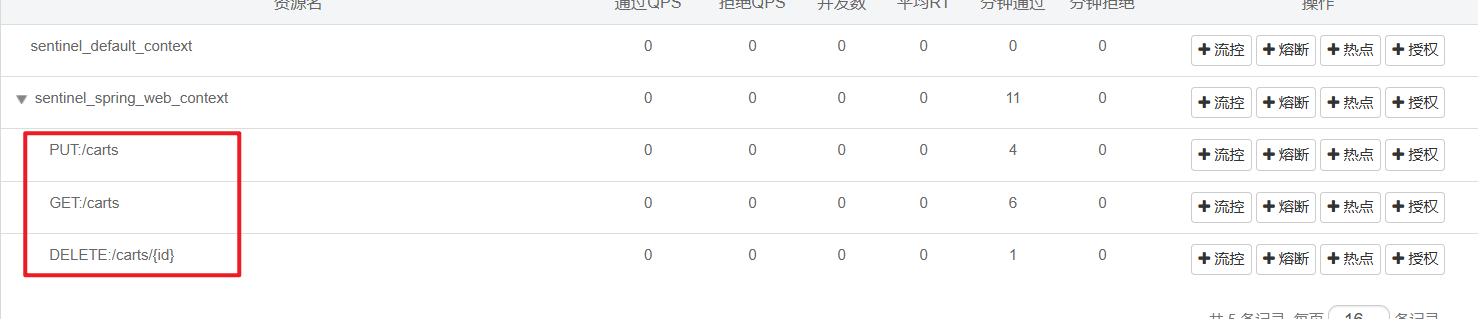 资源名 通过QPS 拒绝QPS 并发数 平均RT 分钟通过 分钟拒绝 操作
sentinel_default_context 0 0 0 0 0 0 流控 熔断 热点 授权
sentinel_spring_web_context 0 0 0 0 11 0 流控 熔断 热点 授权
PUT:/carts 0 0 0 0 4 0 流控 熔断 热点 授权
GET:/carts 0 0 0 0 6 0 流控 熔断 热点 授权
DELETE:/carts/{id} 0 0 0 0 1 0 流控 熔断 热点 授权
共 5 条记录, 每页 16 条记录